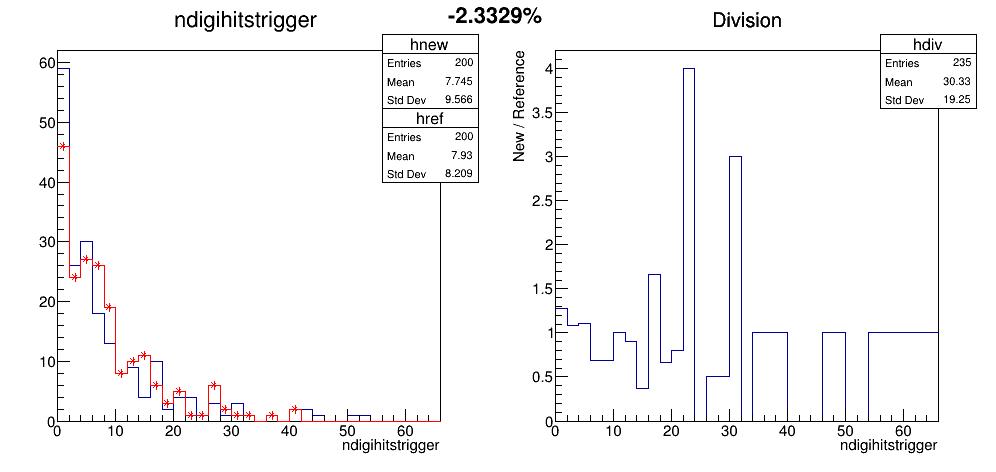 ndigihitstrigger
-2.3329%
Division
hnew
Entries 200
Mean 7.745
Std Dev 9.566
href
Entries 200
Mean 7.93
Std Dev 8.209
60
50
40
30
20
10
0
0 10 20 30 40 50 60
ndigihitstrigger
hdiv
Entries 235
Mean 30.33
Std Dev 19.25
New / Reference
4
3.5
3
2.5
2
1.5
1
0.5
0
0 10 20 30 40 50 60
ndigihitstrigger